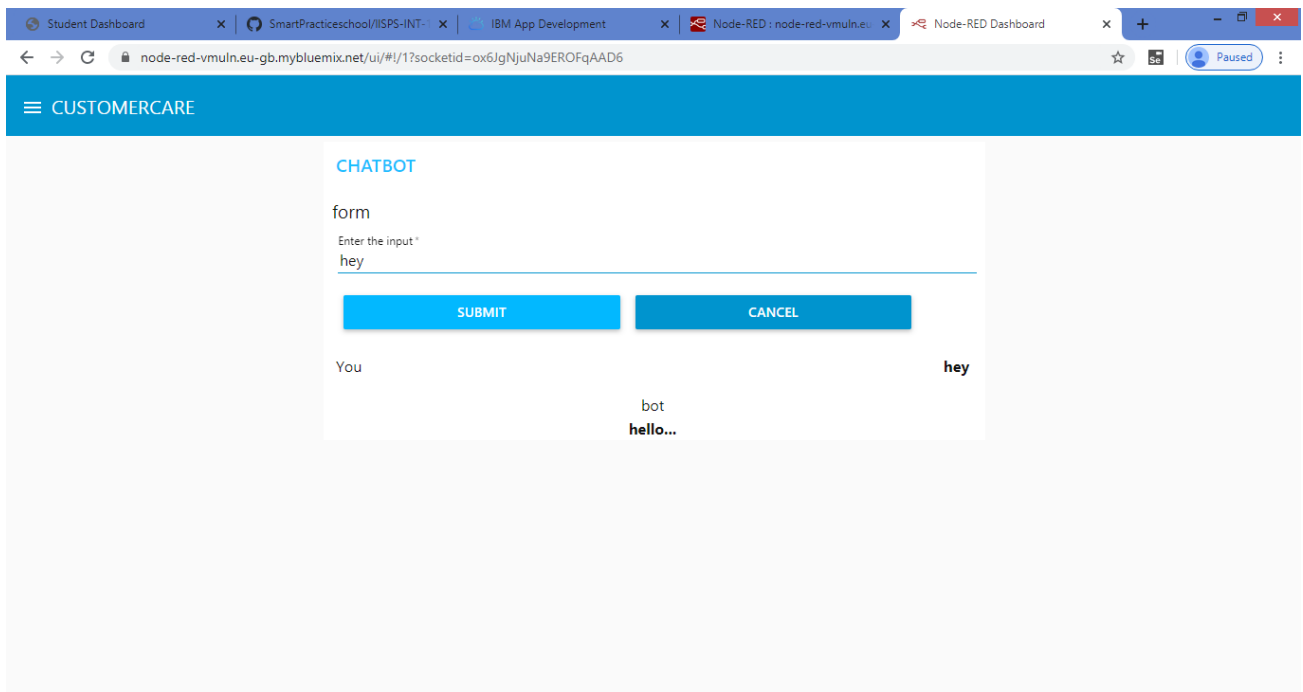 Student Dashboard
SmartPracticeschool/IISPS-INT-
IBM App Development
Node-RED : node-red-vmuln.eu
Node-RED Dashboard
node-red-vmuln.eu-gb.mybluemix.net/ui/#!/1?socketid=ox6JgNjuNa9EROFqAAD6
Se
Paused
CUSTOMERCARE
CHATBOT
form
Enter the input *
hey
SUBMIT CANCEL
You hey
bot
hello...